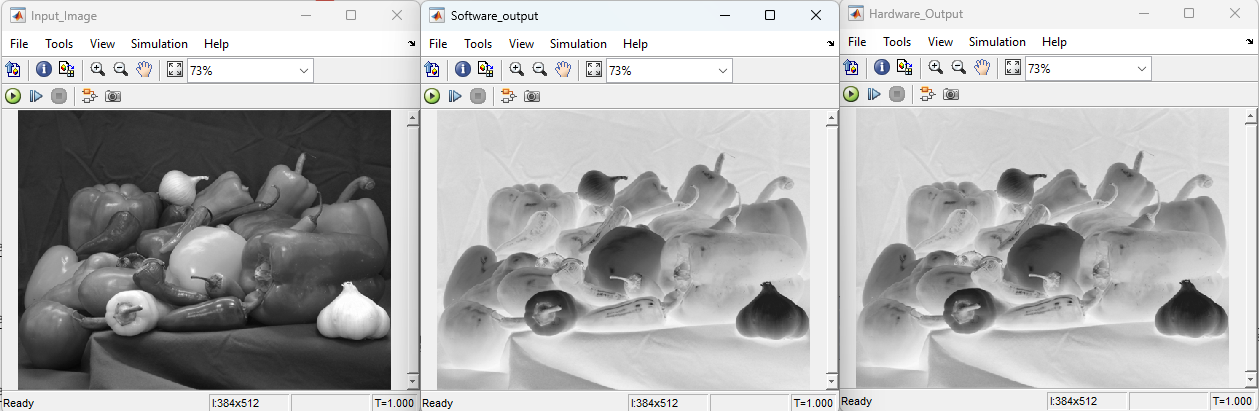 Input_Image
File Tools View Simulation Help
73%
Ready I:384x512 T=1.000
Software_output
File Tools View Simulation Help
73%
Ready I:384x512 T=1.000
Hardware_Output
File Tools View Simulation Help
73%
Ready I:384x512 T=1.000